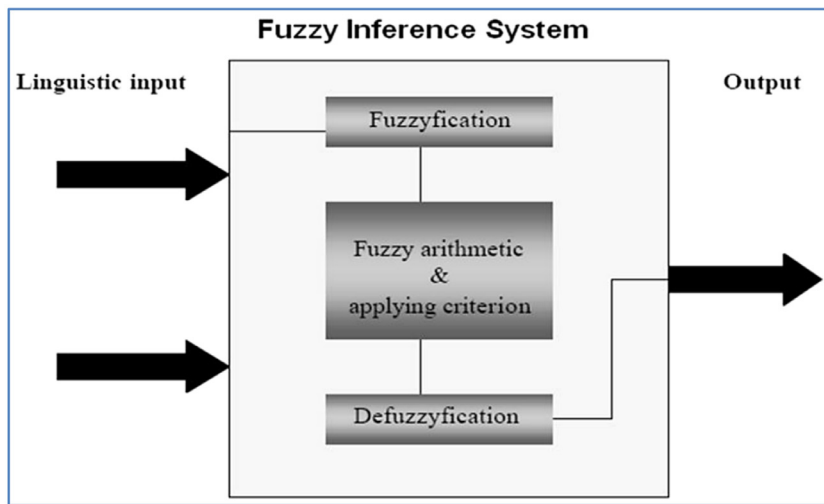 Fuzzy Inference System
Linguistic input
Output
Fuzzyfication
Fuzzy arithmetic
&
applying criterion
Defuzzyfication